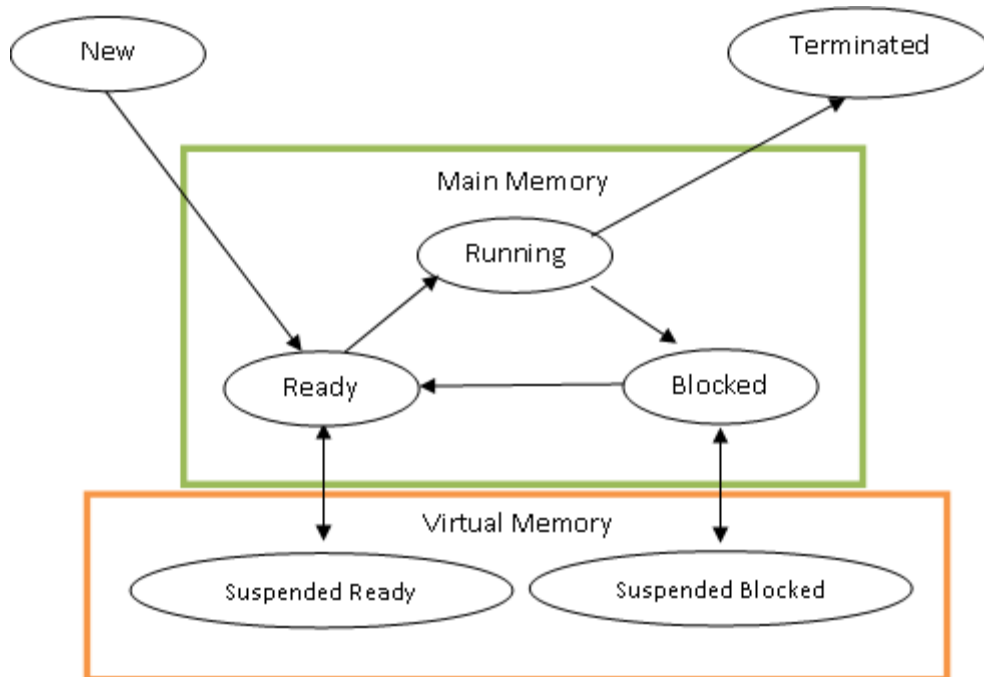 New
Terminated
Main Memory
Running
Ready
Blocked
Virtual Memory
Suspended Ready
Suspended Blocked